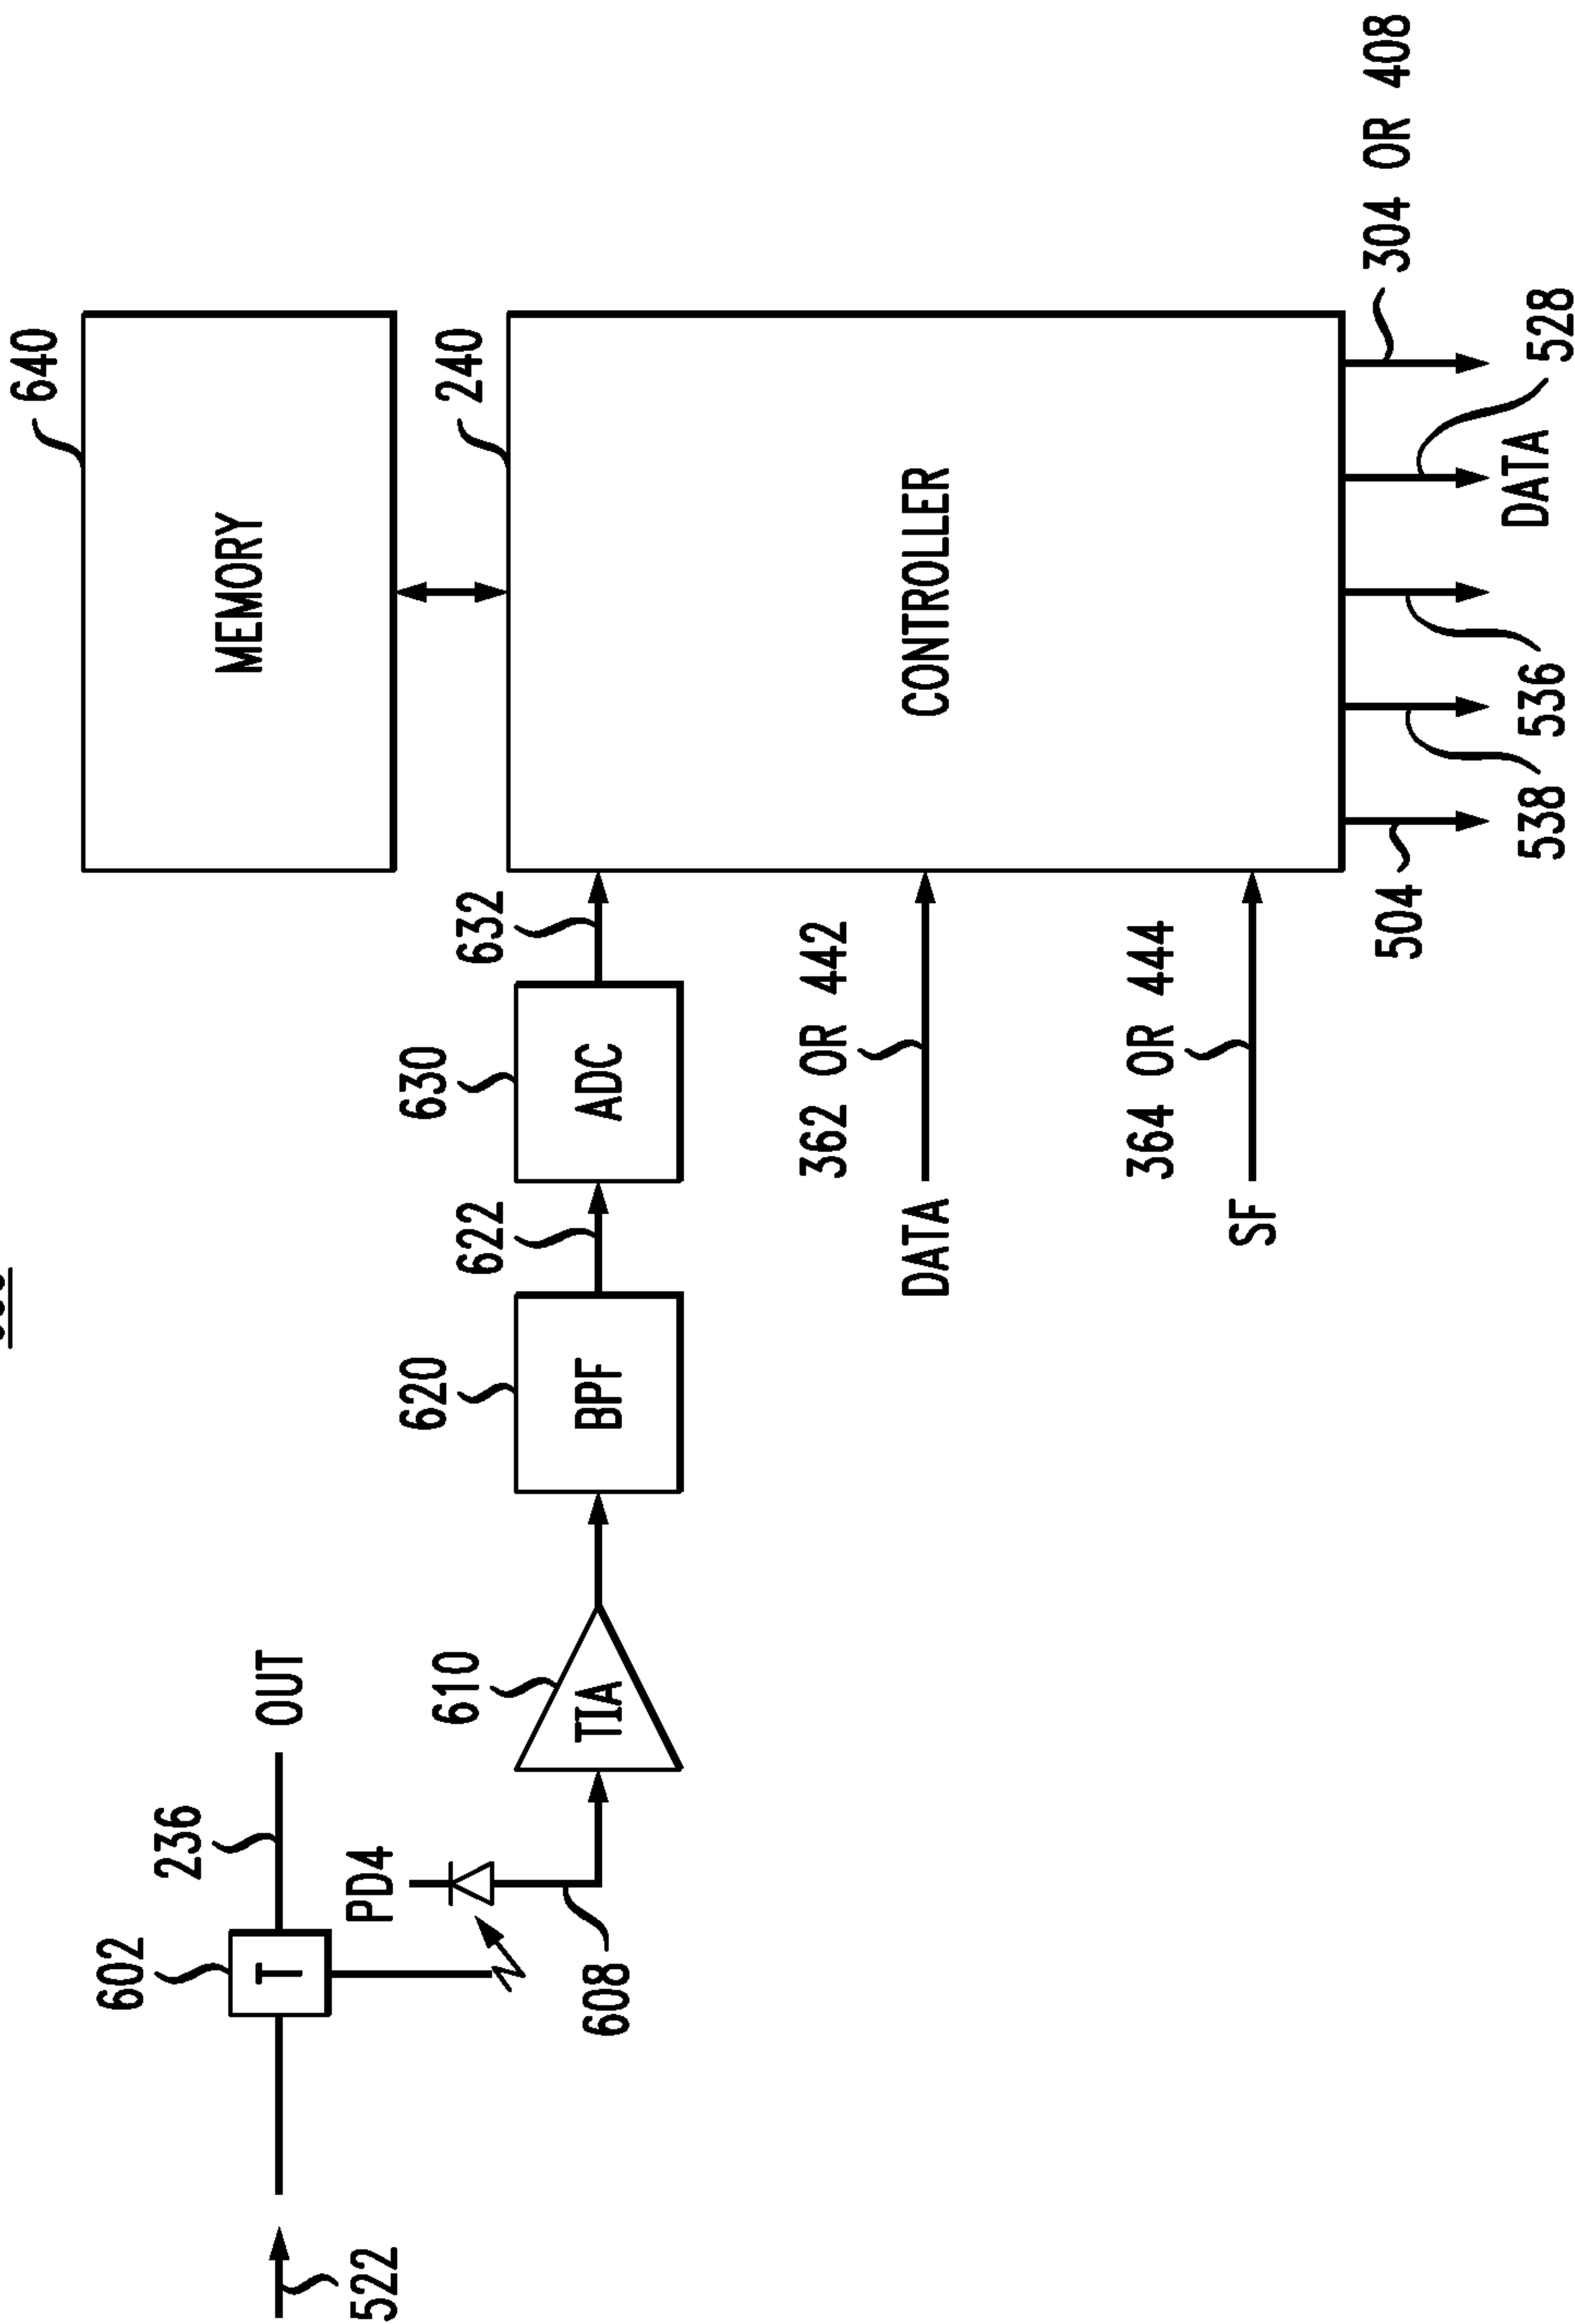 640
MEMORY
240
CONTROLLER
602
T
236
OUT
522
PD4
608
610
TIA
620
BPF
622
630
ADC
632
362 OR 442
DATA
364 OR 444
SF
504
538
536
528
DATA
304 OR 408